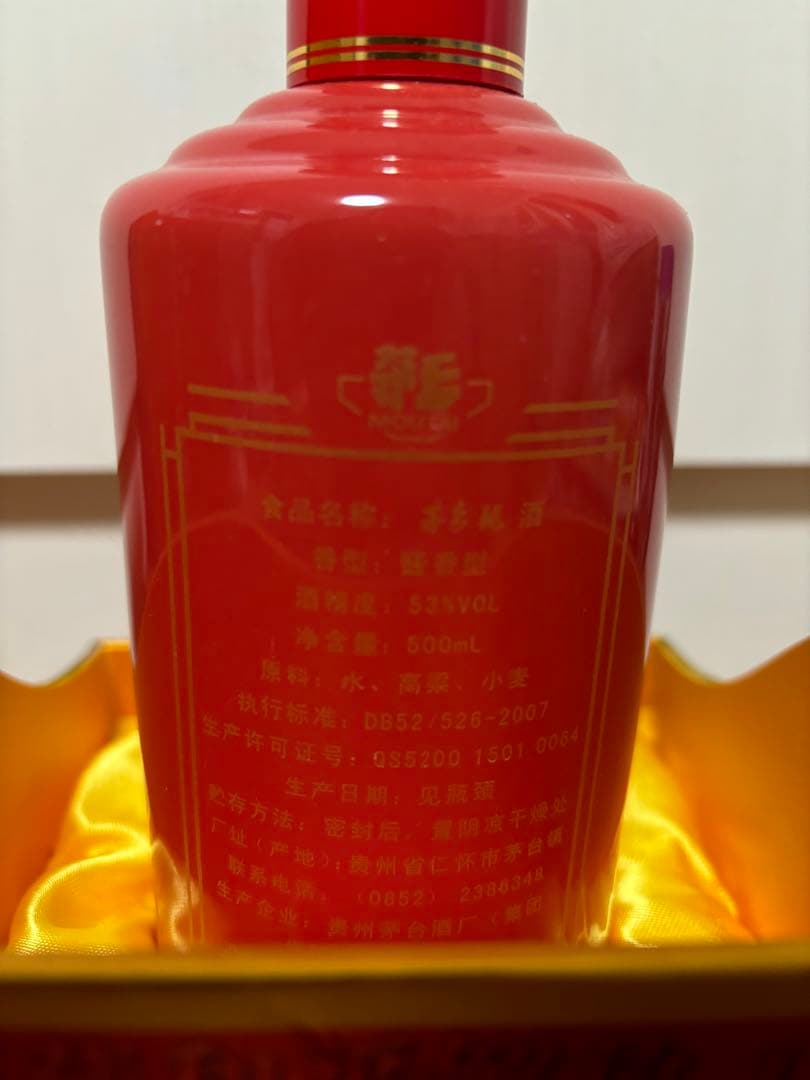 食品名称： 茅乡醇 酒
香型：酱香型
酒精度：53%VOL
净含量：500mL
原料：水、高粱、小麦
执行标准：DB52/526-2007
生产许可证号：QS5200 1501 0064
生产日期：见瓶颈
贮存方法：密封后，置阴凉干燥处
厂址（产地）：贵州省仁怀市茅台镇
联系电话：（0852）2386348
生产企业：贵州茅台酒厂（集团